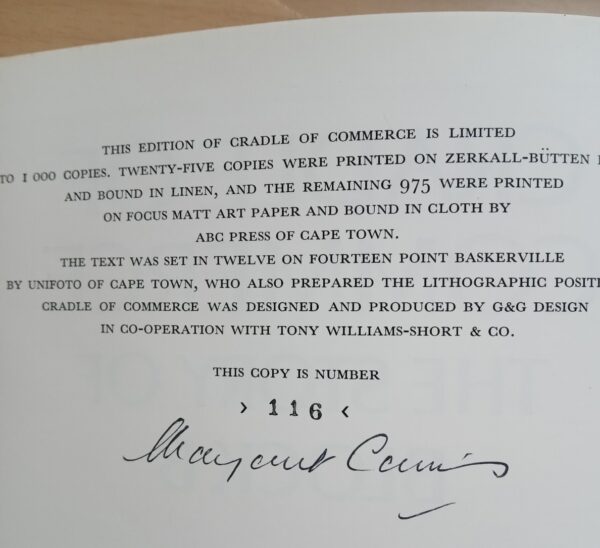 THIS EDITION OF CRADLE OF COMMERCE IS LIMITED
TO 1 000 COPIES. TWENTY-FIVE COPIES WERE PRINTED ON ZERKALL-BÜTTEN
AND BOUND IN LINEN, AND THE REMAINING 975 WERE PRINTED
ON FOCUS MATT ART PAPER AND BOUND IN CLOTH BY
ABC PRESS OF CAPE TOWN.
THE TEXT WAS SET IN TWELVE ON FOURTEEN POINT BASKERVILLE
BY UNIFOTO OF CAPE TOWN, WHO ALSO PREPARED THE LITHOGRAPHIC POSITI
CRADLE OF COMMERCE WAS DESIGNED AND PRODUCED BY G&G DESIGN
IN CO-OPERATION WITH TONY WILLIAMS-SHORT & CO.
THIS COPY IS NUMBER
› 116 ‹
Margaret Cairns